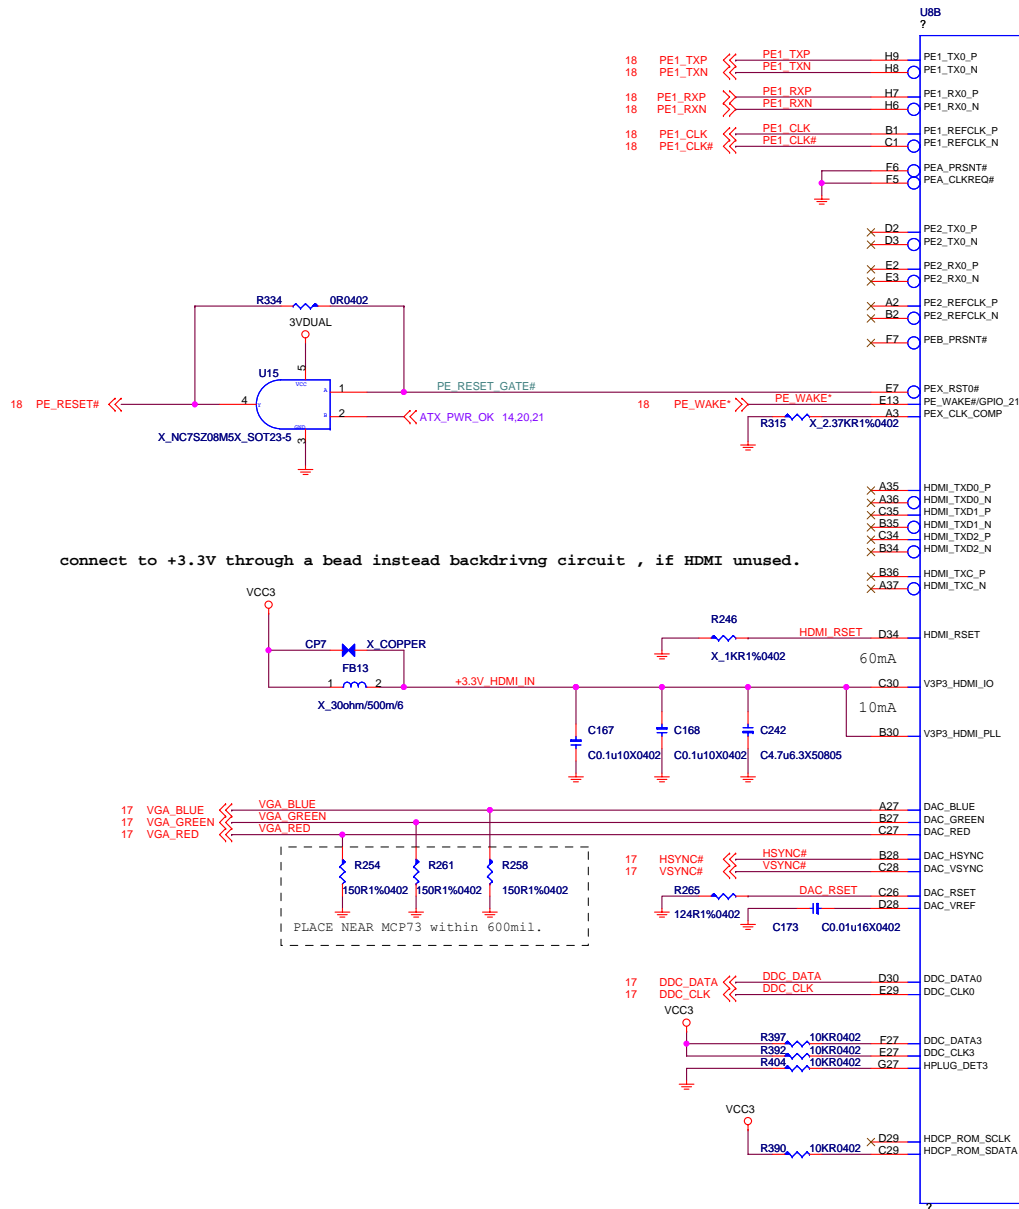 U8B
?
18 PE1_TXP PE1_TXP H9 PE1_TX0_P
18 PE1_TXN PE1_TXN H8 PE1_TX0_N
18 PE1_RXP PE1_RXP H7 PE1_RX0_P
18 PE1_RXN PE1_RXN H6 PE1_RX0_N
18 PE1_CLK PE1_CLK B1 PE1_REFCLK_P
18 PE1_CLK# PE1_CLK# C1 PE1_REFCLK_N
F6 PEA_PRSNT#
F5 PEA_CLKREQ#
D2 PE2_TX0_P
D3 PE2_TX0_N
E2 PE2_RX0_P
E3 PE2_RX0_N
A2 PE2_REFCLK_P
B2 PE2_REFCLK_N
F7 PEB_PRSNT#
R334 0R0402
3VDUAL
U15
5
VCC
A 1 PE_RESET_GATE# E7 PEX_RST0#
18 PE_RESET# 4 Y
18 PE_WAKE* PE_WAKE* E13 PE_WAKE#/GPIO_21
B 2 ATX_PWR_OK 14,20,21
R315 X_2.37KR1%0402 A3 PEX_CLK_COMP
GND
3
X_NC7SZ08M5X_SOT23-5
A35 HDMI_TXD0_P
A36 HDMI_TXD0_N
C35 HDMI_TXD1_P
B35 HDMI_TXD1_N
C34 HDMI_TXD2_P
B34 HDMI_TXD2_N
connect to +3.3V through a bead instead backdrivng circuit , if HDMI unused.
B36 HDMI_TXC_P
A37 HDMI_TXC_N
VCC3
R246
HDMI_RSET D34 HDMI_RSET
X_1KR1%0402
CP7 X_COPPER
60mA
FB13
1 2 +3.3V_HDMI_IN C30 V3P3_HDMI_IO
X_30ohm/500m/6
10mA
C167 C168 C242
B30 V3P3_HDMI_PLL
C0.1u10X0402 C0.1u10X0402 C4.7u6.3X50805
17 VGA_BLUE VGA_BLUE A27 DAC_BLUE
17 VGA_GREEN VGA_GREEN B27 DAC_GREEN
17 VGA_RED VGA_RED C27 DAC_RED
R254 R261 R258
150R1%0402 150R1%0402 150R1%0402
PLACE NEAR MCP73 within 600mil.
17 HSYNC# HSYNC# B28 DAC_HSYNC
17 VSYNC# VSYNC# C28 DAC_VSYNC
R265 DAC_RSET C26 DAC_RSET
124R1%0402
D28 DAC_VREF
C173 C0.01u16X0402
17 DDC_DATA DDC_DATA D30 DDC_DATA0
17 DDC_CLK DDC_CLK E29 DDC_CLK0
VCC3
R397 10KR0402 F27 DDC_DATA3
R392 10KR0402 E27 DDC_CLK3
R404 10KR0402 G27 HPLUG_DET3
VCC3
D29 HDCP_ROM_SCLK
R390 10KR0402 C29 HDCP_ROM_SDATA
?